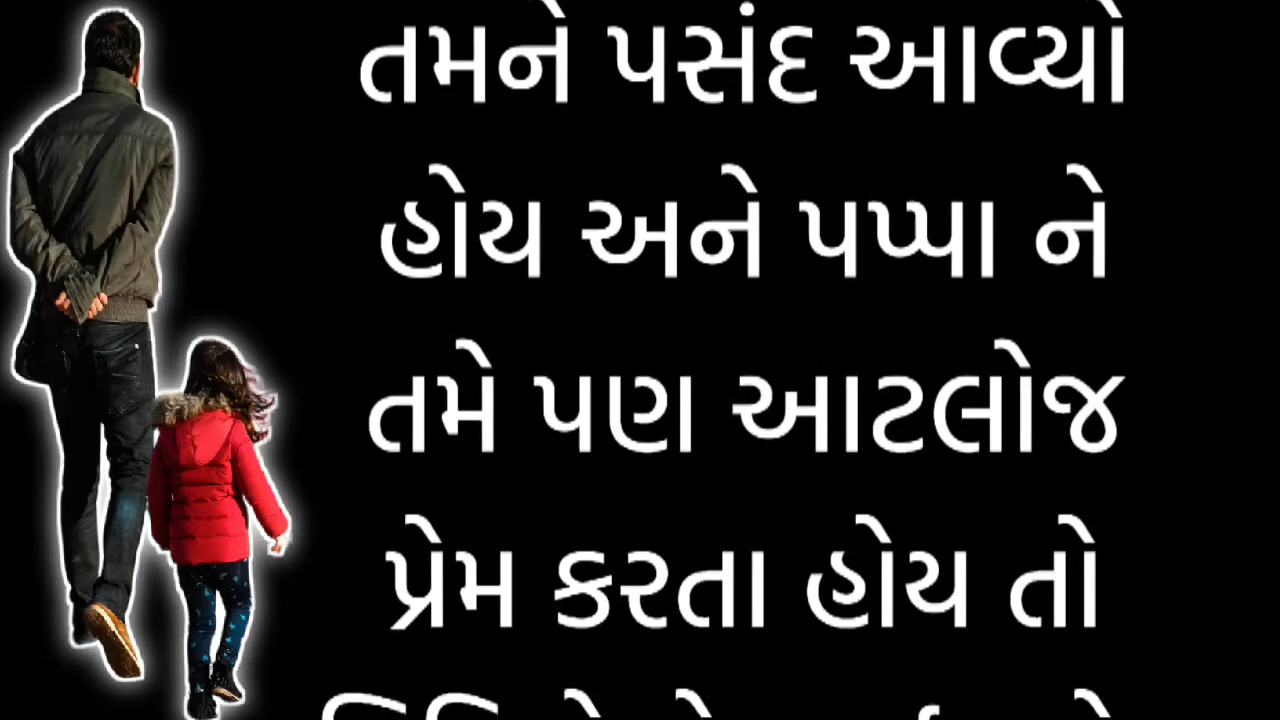 તમને પસંદ આવ્યો
હોય અને પપ્પા ને
તમે પણ આટલોજ
પ્રેમ કરતા હોય તો